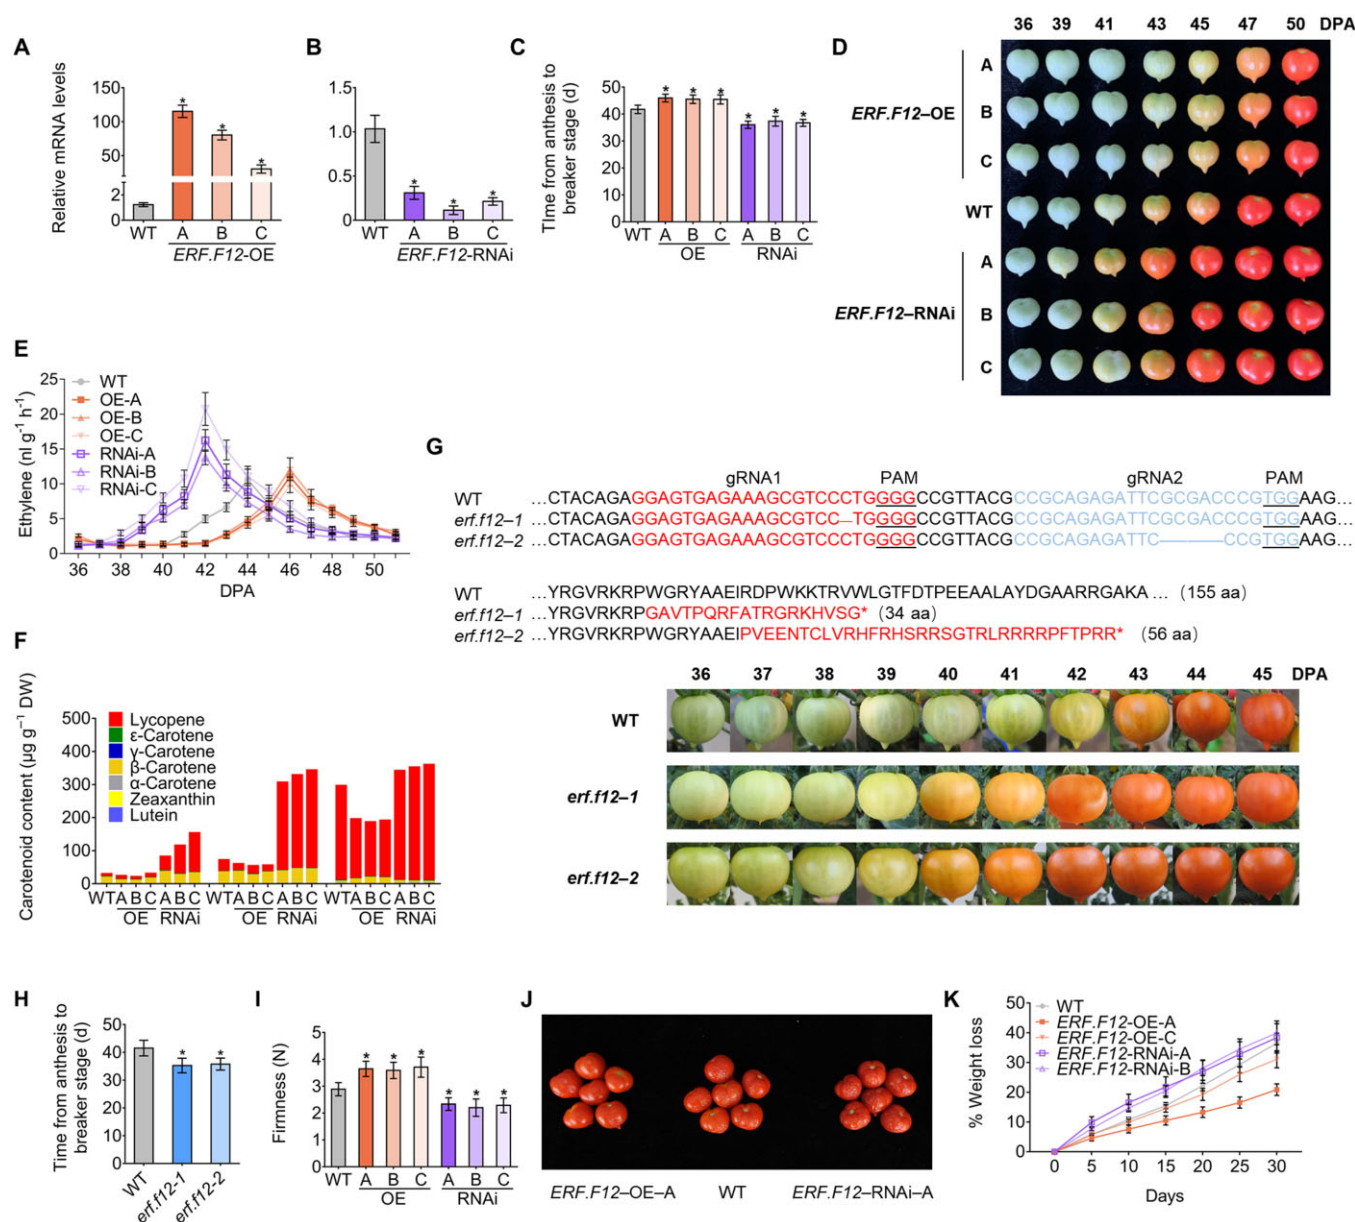 A
Relative mRNA levels
150
100
50
2
0
WT
A
B
C
ERF.F12-OE
B
1.5
1.0
0.5
0
WT
A
B
C
ERF.F12-RNAi
C
Time from anthesis to
breaker stage (d)
50
40
30
20
10
0
WT
A B C
A B C
OE
RNAi
D
36 39 41 43 45 47 50 DPA
ERF.F12–OE
A
B
C
WT
ERF.F12–RNAi
A
B
C
E
Ethylene (nl g⁻¹ h⁻¹)
25
20
15
10
5
0
36 38 40 42 44 46 48 50
DPA
WT
OE-A
OE-B
OE-C
RNAi-A
RNAi-B
RNAi-C
F
Carotenoid content (µg g⁻¹ DW)
500
400
300
200
100
0
Lycopene
ε-Carotene
γ-Carotene
β-Carotene
α-Carotene
Zeaxanthin
Lutein
WT A B C A B C
OE RNAi
WT A B C A B C
OE RNAi
WT A B C A B C
OE RNAi
G
gRNA1 PAM gRNA2 PAM
WT ...CTACAGAGGAGTGAGAAAGCGTCCCTGGGGCCGTTACGCCGCAGAGATTCGCGACCCGTGGAAG...
erf.f12–1 ...CTACAGAGGAGTGAGAAAGCGTCC—TGGGGCCGTTACGCCGCAGAGATTCGCGACCCGTGGAAG...
erf.f12–2 ...CTACAGAGGAGTGAGAAAGCGTCCCTGGGGCCGTTACGCCGCAGAGATTC————CCGTGGAAG...
WT ...YRGVRKRPWGRYAAEIRDPWKKTRVWLGTFDTPEEAALAYDGAARRGAKA ... (155 aa)
erf.f12–1 ...YRGVRKRPGAVTPQRFATRGRKHVSG* (34 aa)
erf.f12–2 ...YRGVRKRPWGRYAAEIPVEENTCLVRHFRHSRRSGTRLRRRRPFTPRR* (56 aa)
36 37 38 39 40 41 42 43 44 45 DPA
WT
erf.f12–1
erf.f12–2
H
Time from anthesis to
breaker stage (d)
50
40
30
20
10
0
WT
erf.f12-1
erf.f12-2
I
Firmness (N)
5
4
3
2
1
0
WT
A B C
A B C
OE
RNAi
J
ERF.F12–OE–A
WT
ERF.F12–RNAi–A
K
% Weight loss
50
40
30
20
10
0
WT
ERF.F12-OE-A
ERF.F12-OE-C
ERF.F12-RNAi-A
ERF.F12-RNAi-B
0 5 10 15 20 25 30
Days